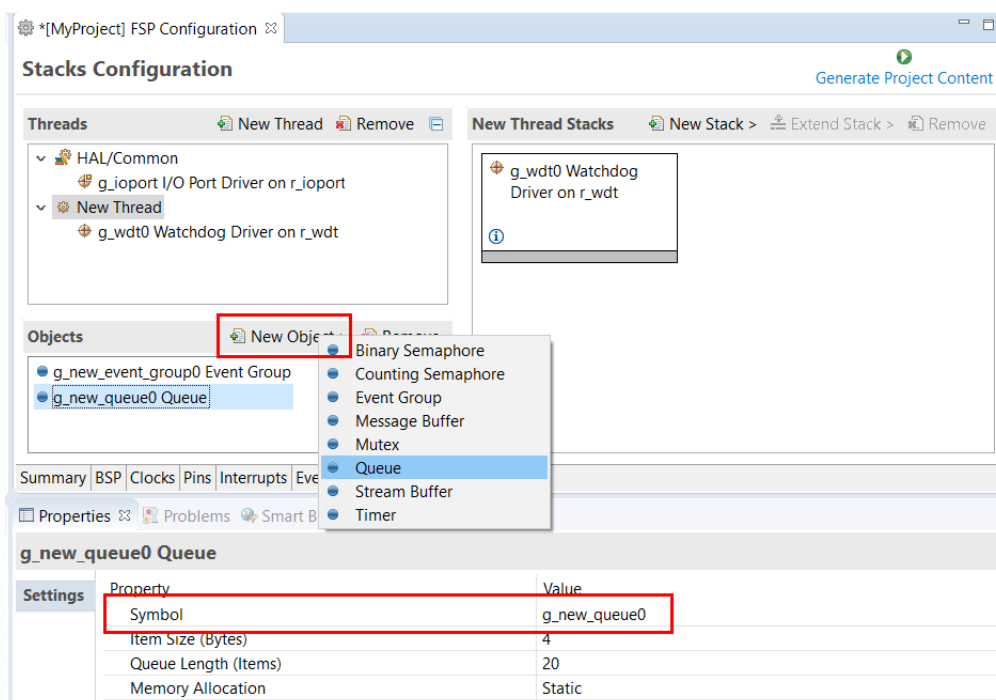 *[MyProject] FSP Configuration
Stacks Configuration
Generate Project Content
Threads
New Thread
Remove
HAL/Common
g_ioport I/O Port Driver on r_ioport
New Thread
g_wdt0 Watchdog Driver on r_wdt
New Thread Stacks
New Stack >
Extend Stack >
Remove
g_wdt0 Watchdog
Driver on r_wdt
Objects
New Object
Remove
g_new_event_group0 Event Group
g_new_queue0 Queue
Binary Semaphore
Counting Semaphore
Event Group
Message Buffer
Mutex
Queue
Stream Buffer
Timer
Summary BSP Clocks Pins Interrupts Eve
Properties Problems Smart B
g_new_queue0 Queue
Settings
Property Value
Symbol g_new_queue0
Item Size (Bytes) 4
Queue Length (Items) 20
Memory Allocation Static